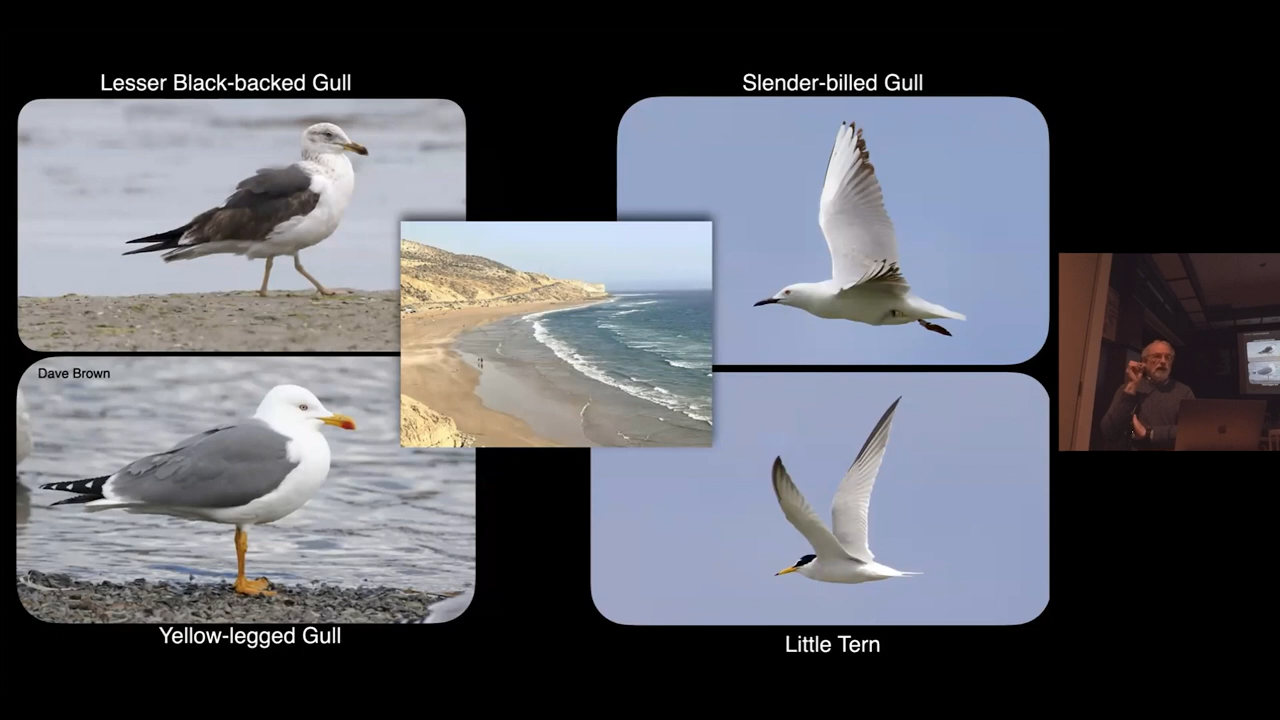 Lesser Black-backed Gull
Slender-billed Gull
Dave Brown
Yellow-legged Gull
Little Tern